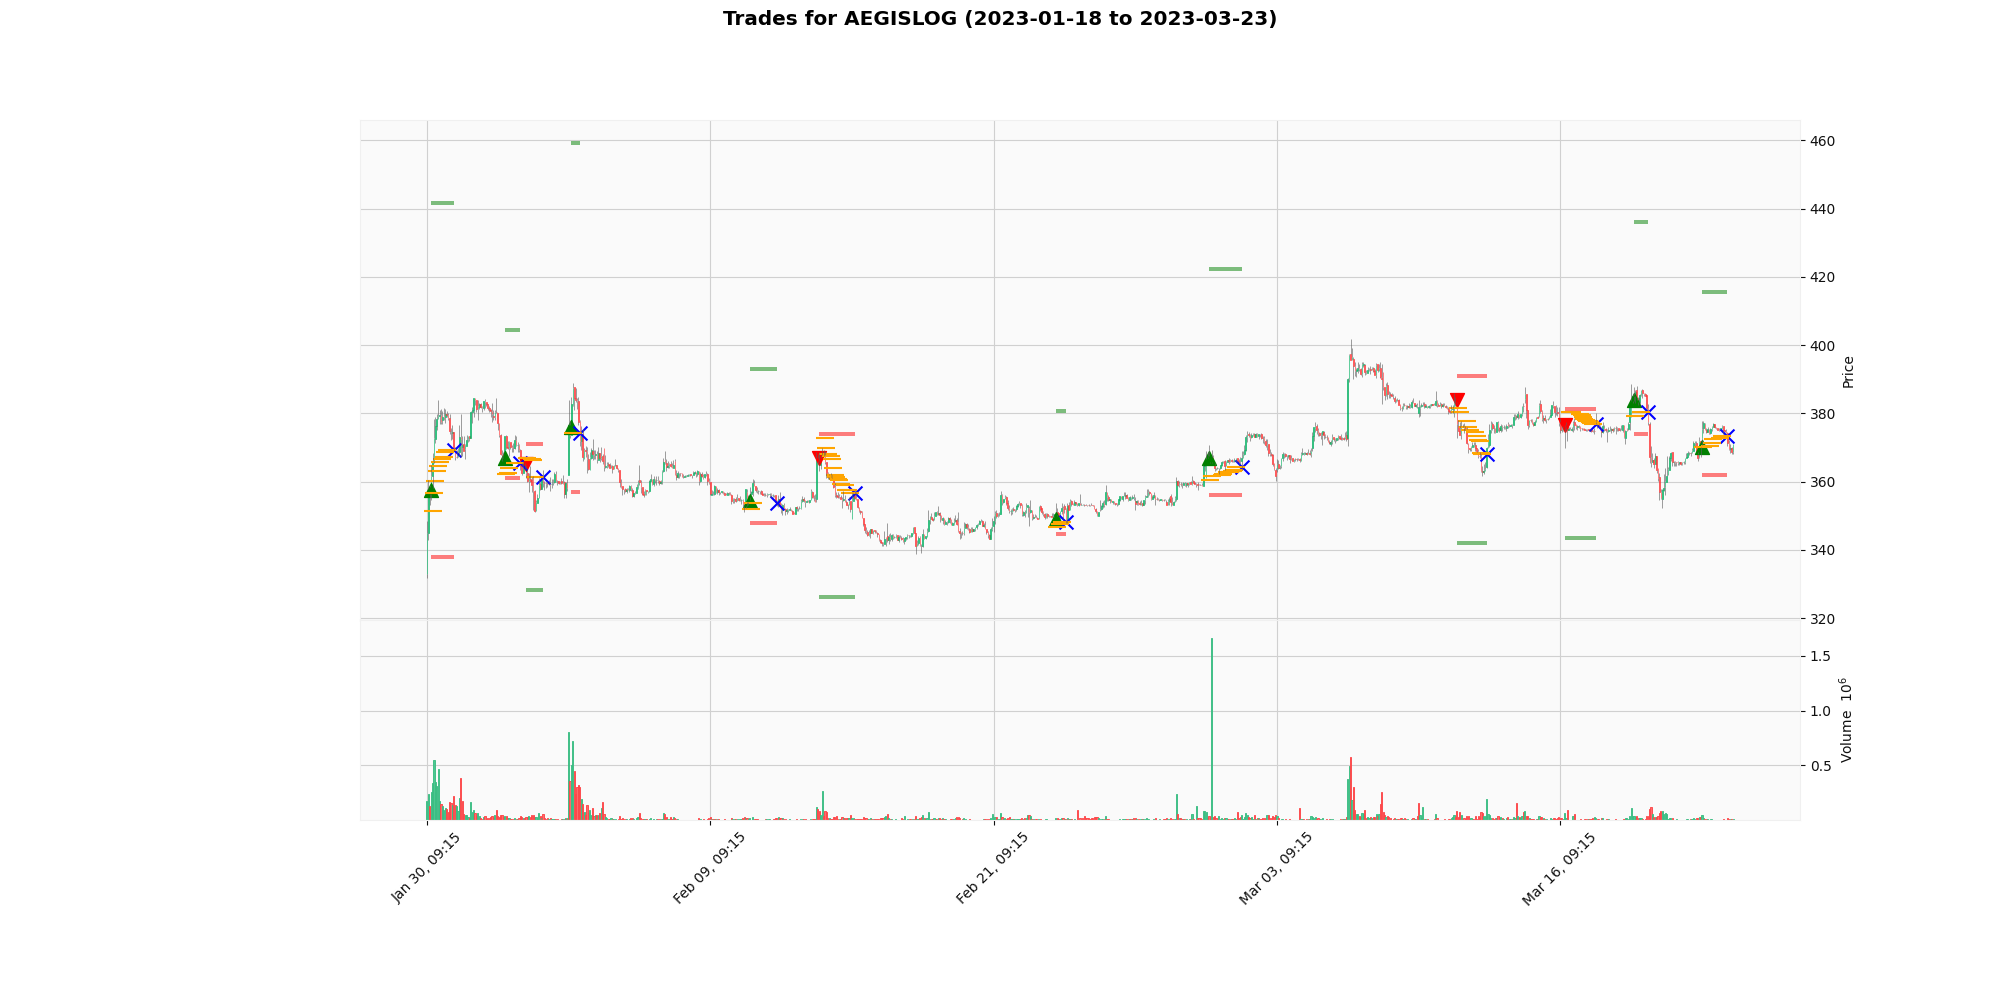 Trades for AEGISLOG (2023-01-18 to 2023-03-23)
460
440
420
400
380
360
340
320
Price
1.5
1.0
0.5
Volume 10⁶
Jan 30, 09:15
Feb 09, 09:15
Feb 21, 09:15
Mar 03, 09:15
Mar 16, 09:15